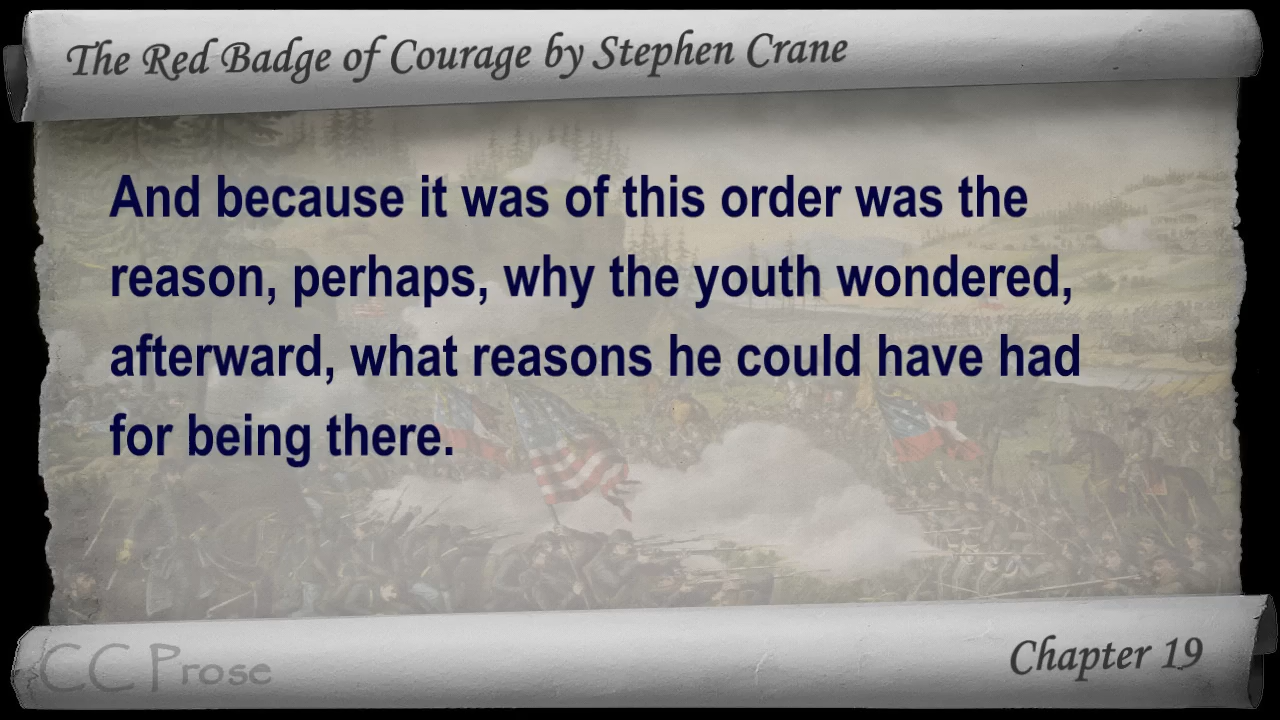 The Red Badge of Courage by Stephen Crane
And because it was of this order was the
reason, perhaps, why the youth wondered,
afterward, what reasons he could have had
for being there.
CC Prose
Chapter 19